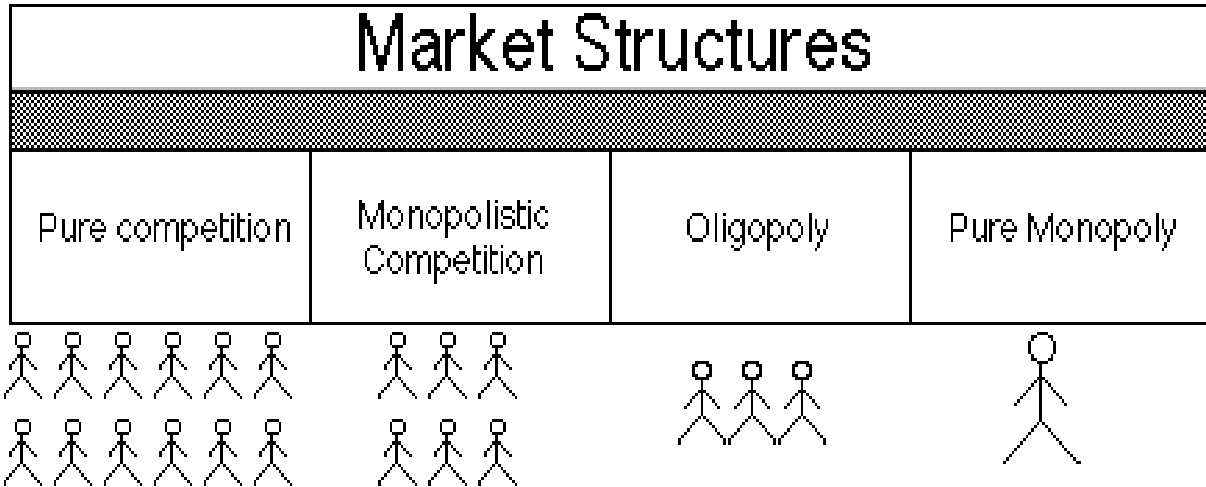 Market Structures
Pure competition
Monopolistic
Competition
Oligopoly
Pure Monopoly